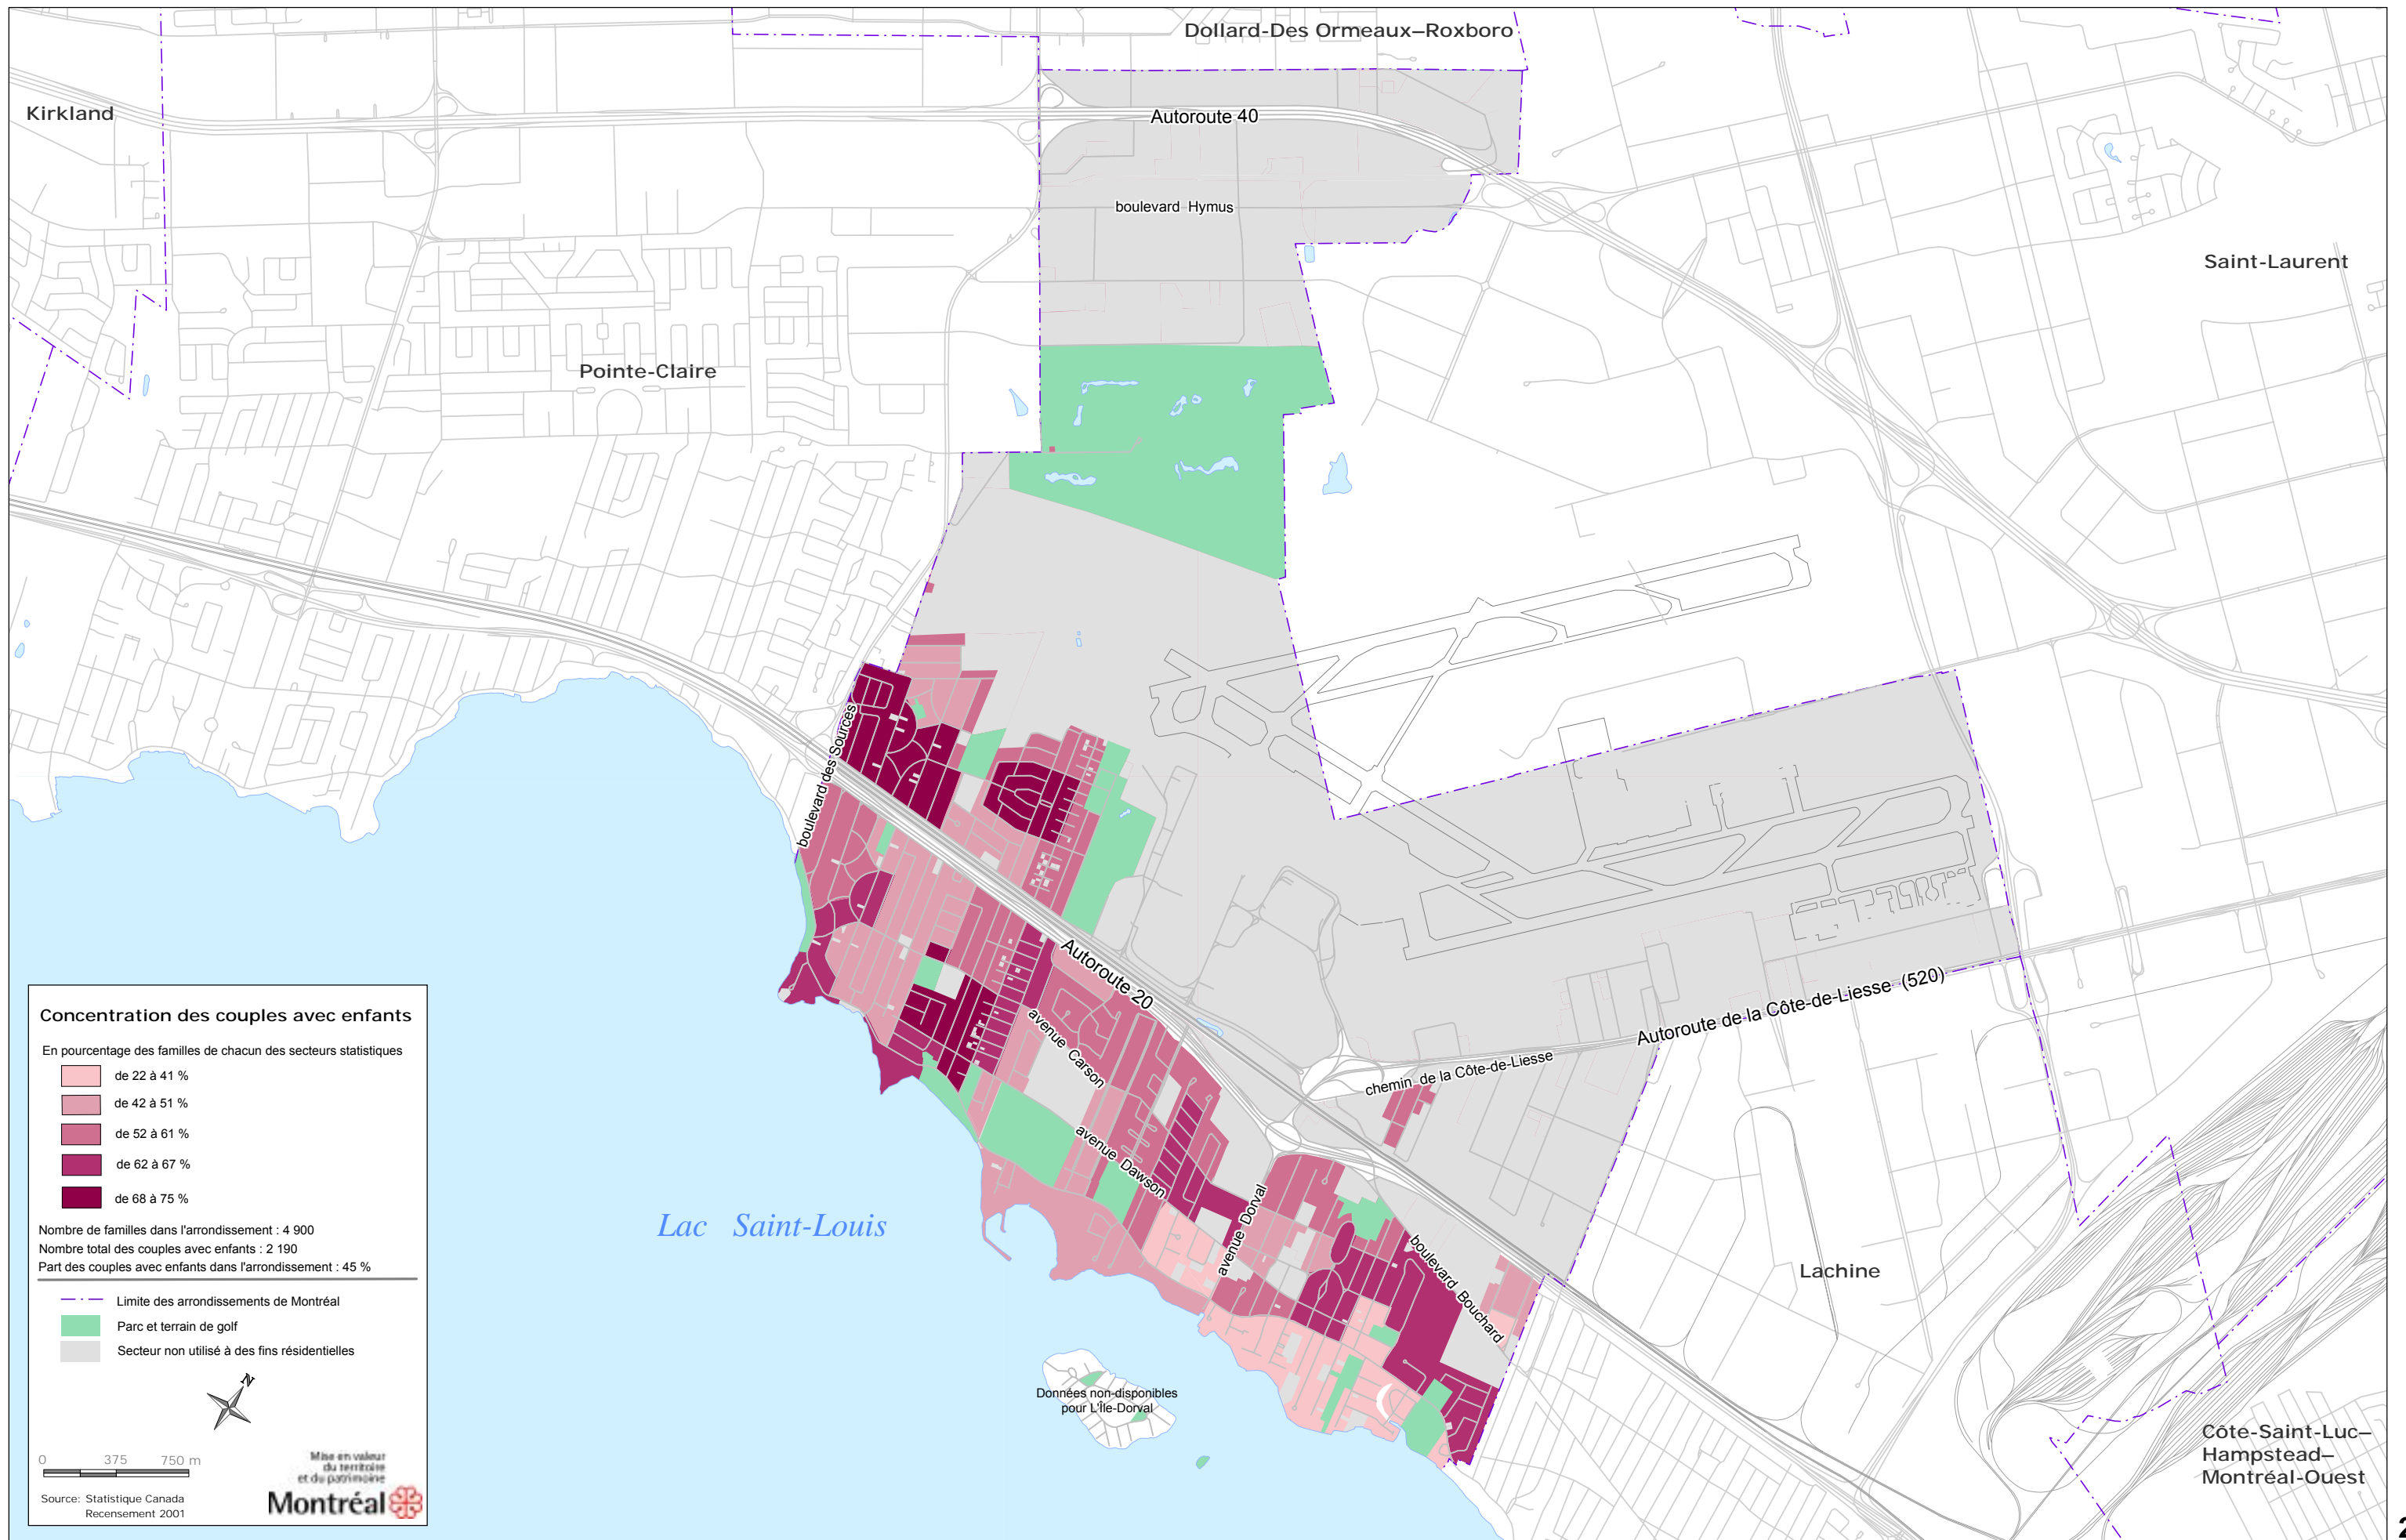 Dollard-Des Ormeaux–Roxboro
Kirkland
Autoroute 40
boulevard Hymus
Saint-Laurent
Pointe-Claire
boulevard des Sources
Autoroute 20
avenue Carson
Autoroute de la Côte-de-Liesse (520)
chemin de la Côte-de-Liesse
avenue Dawson
avenue Dorval
boulevard Bouchard
Lac Saint-Louis
Lachine
Données non-disponibles
pour L'Île-Dorval
Côte-Saint-Luc–
Hampstead–
Montréal-Ouest
Concentration des couples avec enfants
En pourcentage des familles de chacun des secteurs statistiques
de 22 à 41 %
de 42 à 51 %
de 52 à 61 %
de 62 à 67 %
de 68 à 75 %
Nombre de familles dans l'arrondissement : 4 900
Nombre total des couples avec enfants : 2 190
Part des couples avec enfants dans l'arrondissement : 45 %
Limite des arrondissements de Montréal
Parc et terrain de golf
Secteur non utilisé à des fins résidentielles
N
0 375 750 m
Mise en valeur
du territoire
et du patrimoine
Montréal
Source: Statistique Canada
Recensement 2001
2